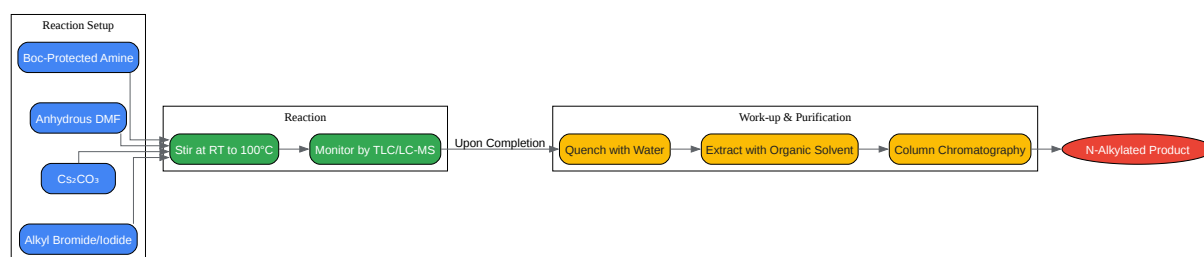 Reaction Setup
Boc-Protected Amine
Anhydrous DMF
Cs₂CO₃
Alkyl Bromide/Iodide
Reaction
Stir at RT to 100°C
Monitor by TLC/LC-MS
Upon Completion
Work-up & Purification
Quench with Water
Extract with Organic Solvent
Column Chromatography
N-Alkylated Product